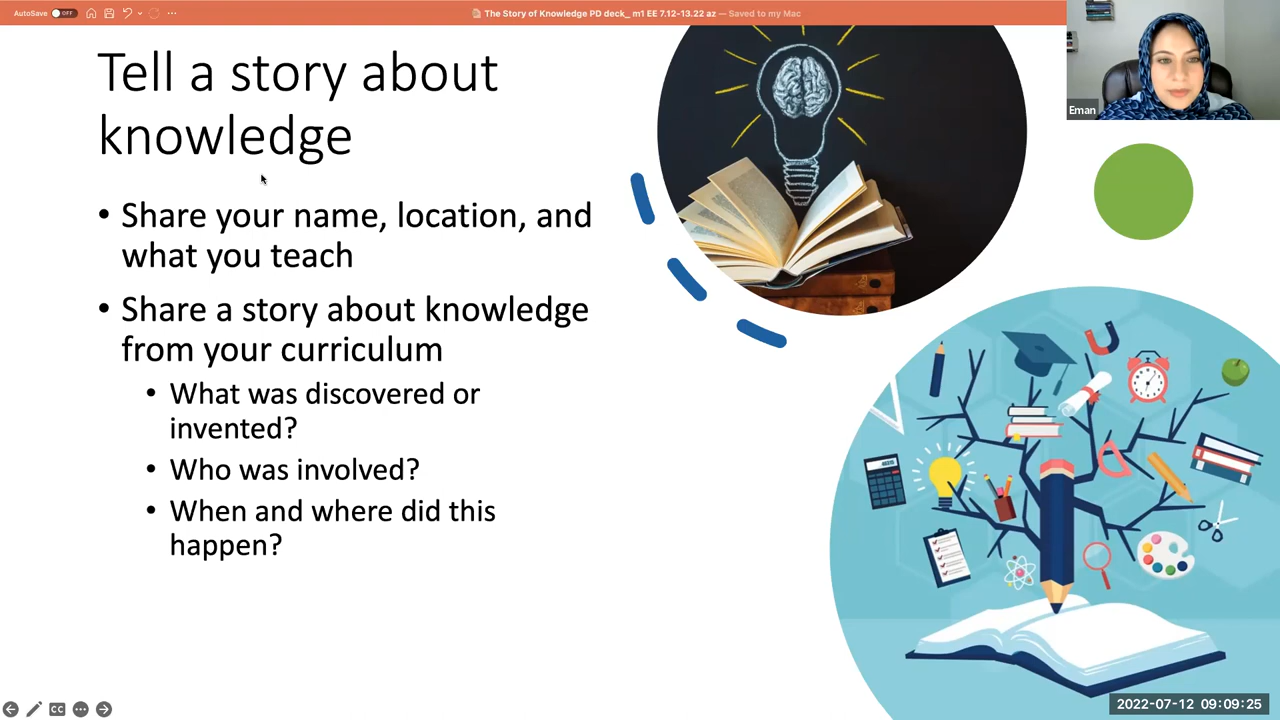 AutoSave OFF
The Story of Knowledge PD deck_ m1 EE 7.12-13.22 az — Saved to my Mac
Eman
Tell a story about
knowledge
• Share your name, location, and
what you teach
• Share a story about knowledge
from your curriculum
• What was discovered or
invented?
• Who was involved?
• When and where did this
happen?
CC
2022-07-12 09:09:25